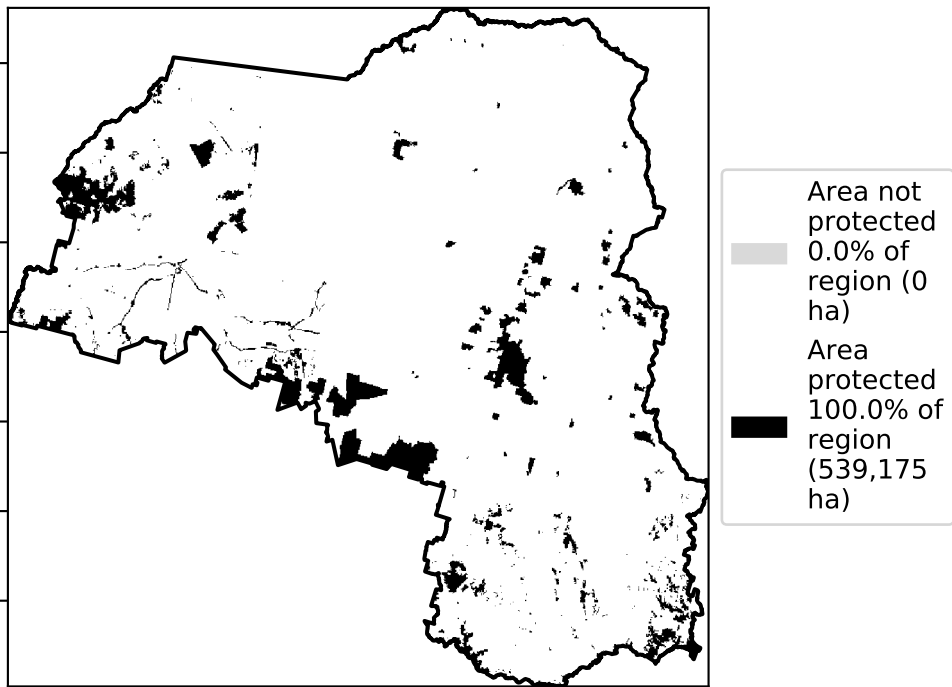 Area not
protected
0.0% of
region (0
ha)
Area
protected
100.0% of
region
(539,175
ha)